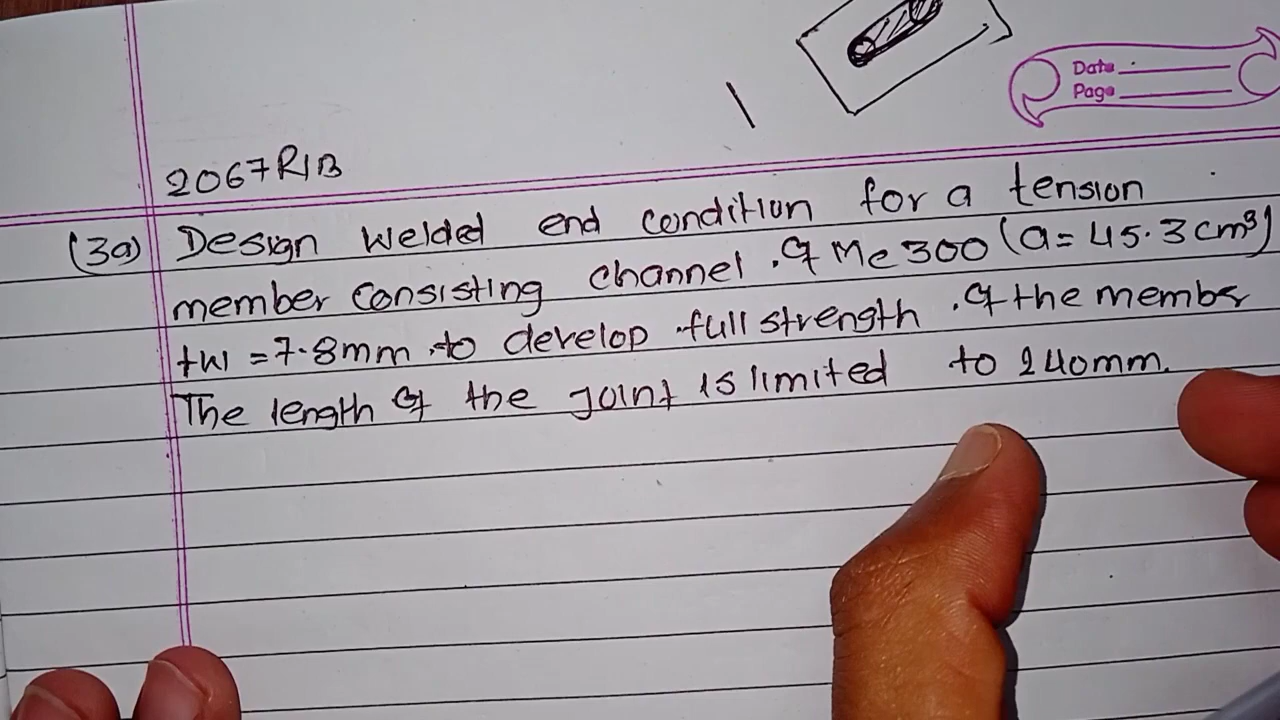 Date
Page
2067 R/B
(3a) Design Welded end condition for a tension
member consisting channel of Mc 300 (a = 45.3 cm³)
tw = 7.8mm to develop full strength of the member
The length of the joint is limited to 240mm.